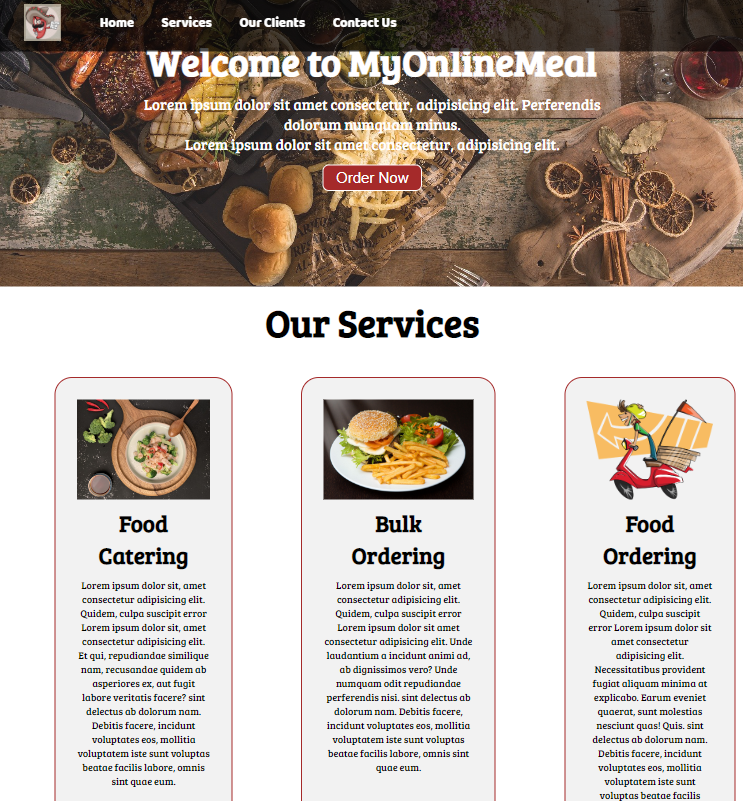 Home Services Our Clients Contact Us
Welcome to MyOnlineMeal
Lorem ipsum dolor sit amet consectetur, adipisicing elit. Perferendis
dolorum numquam minus.
Lorem ipsum dolor sit amet consectetur, adipisicing elit.
Order Now
Our Services
Food
Catering
Lorem ipsum dolor sit, amet
consectetur adipisicing elit.
Quidem, culpa suscipit error
Lorem ipsum dolor sit, amet
consectetur adipisicing elit.
Et qui, repudiandae similique
nam, recusandae quidem ab
asperiores ex, aut fugit
labore veritatis facere? sint
delectus ab dolorum nam.
Debitis facere, incidunt
voluptates eos, mollitia
voluptatem iste sunt voluptas
beatae facilis labore, omnis
sint quae eum.
Bulk
Ordering
Lorem ipsum dolor sit, amet
consectetur adipisicing elit.
Quidem, culpa suscipit error
Lorem ipsum dolor sit amet
consectetur adipisicing elit. Unde
laudantium a incidunt animi ad,
ab dignissimos vero? Unde
numquam odit repudiandae
perferendis nisi. sint delectus ab
dolorum nam. Debitis facere,
incidunt voluptates eos, mollitia
voluptatem iste sunt voluptas
beatae facilis labore, omnis sint
quae eum.
Food
Ordering
Lorem ipsum dolor sit, amet
consectetur adipisicing elit.
Quidem, culpa suscipit
error Lorem ipsum dolor sit
amet consectetur
adipisicing elit.
Necessitatibus provident
fugiat aliquam minima at
explicabo. Earum eveniet
quaerat, sunt molestias
nesciunt quas! Quis. sint
delectus ab dolorum nam.
Debitis facere, incidunt
voluptates eos, mollitia
voluptatem iste sunt
voluptas beatae facilis